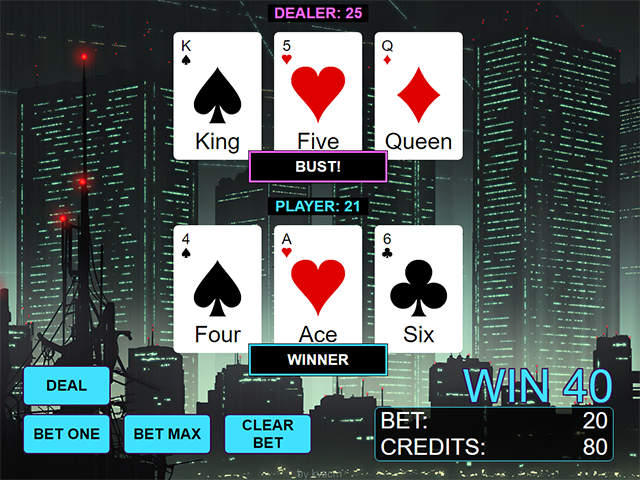 DEALER: 25
K
5
Q
King
Five
Queen
BUST!
PLAYER: 21
4
A
6
Four
Ace
Six
WINNER
DEAL
WIN 40
BET ONE
BET MAX
CLEAR
BET
BET: 20
CREDITS: 80